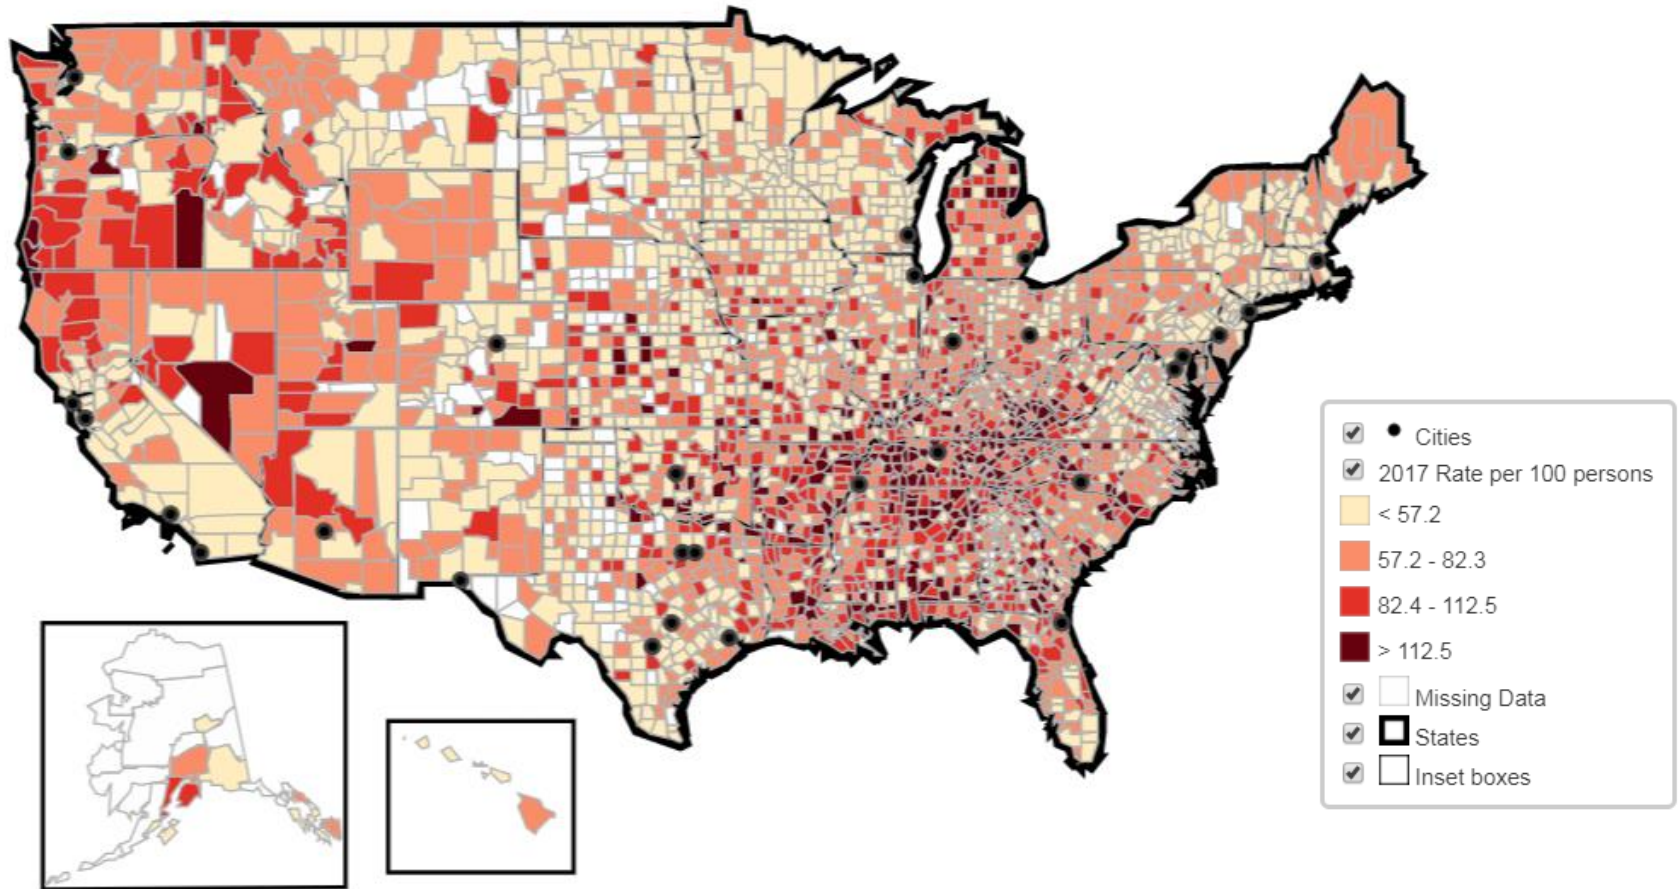 Cities
2017 Rate per 100 persons
< 57.2
57.2 - 82.3
82.4 - 112.5
> 112.5
Missing Data
States
Inset boxes